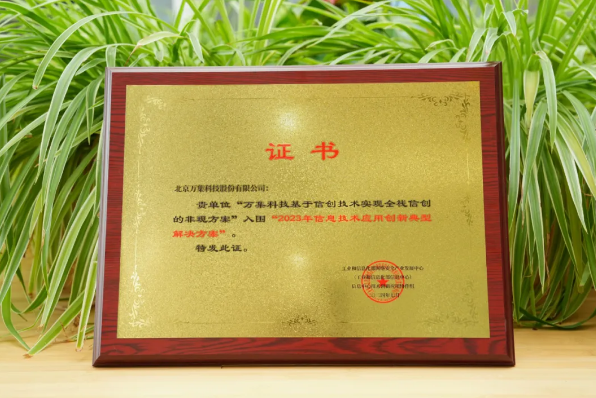 证书
北京万集科技股份有限公司：
贵单位“万集科技基于信创技术实现全栈信创
的非现方案”入围“2023年信息技术应用创新典型
解决方案”。
特发此证。